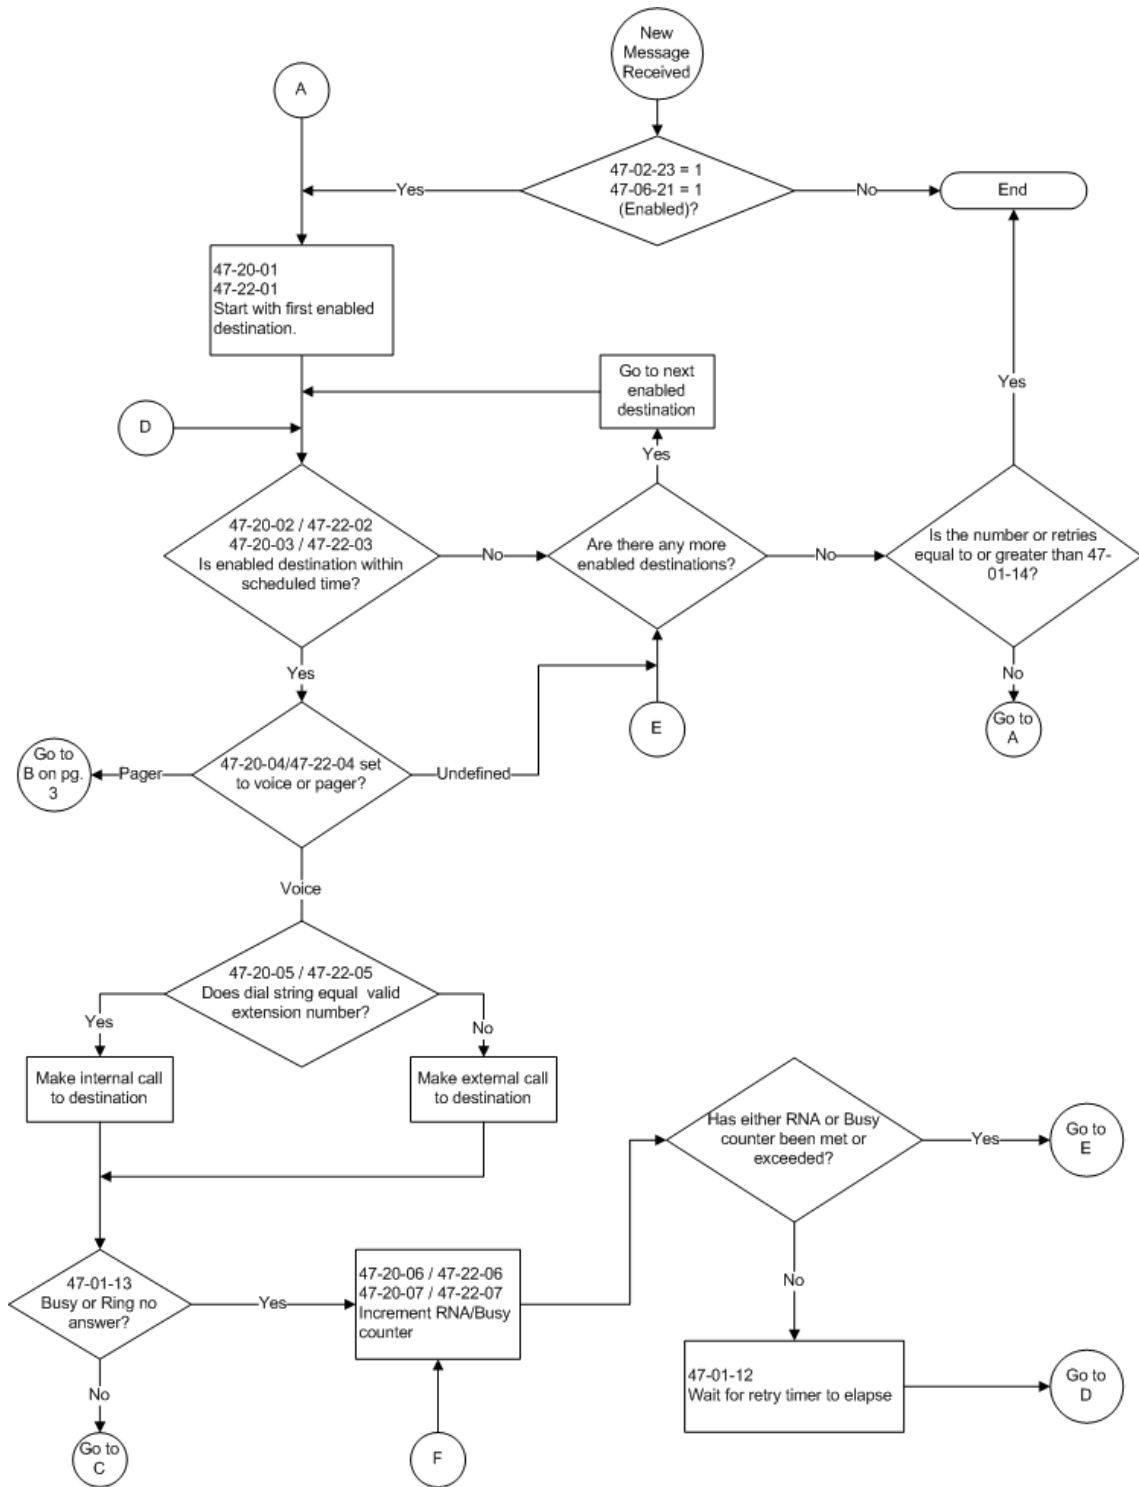 New
Message
Received
A
47-02-23 = 1
47-06-21 = 1
(Enabled)?
Yes
No
End
47-20-01
47-22-01
Start with first enabled
destination.
Go to next
enabled
destination
Yes
D
Yes
47-20-02 / 47-22-02
47-20-03 / 47-22-03
Is enabled destination within
scheduled time?
No
Are there any more
enabled destinations?
No
Is the number or retries
equal to or greater than 47-
01-14?
Yes
No
E
Go to
A
Go to
B on pg.
3
Pager
47-20-04/47-22-04 set
to voice or pager?
Undefined
Voice
47-20-05 / 47-22-05
Does dial string equal valid
extension number?
Yes
No
Make internal call
to destination
Make external call
to destination
Has either RNA or Busy
counter been met or
exceeded?
Yes
Go to
E
47-01-13
Busy or Ring no
answer?
Yes
47-20-06 / 47-22-06
47-20-07 / 47-22-07
Increment RNA/Busy
counter
No
47-01-12
Wait for retry timer to elapse
Go to
D
No
Go to
C
F